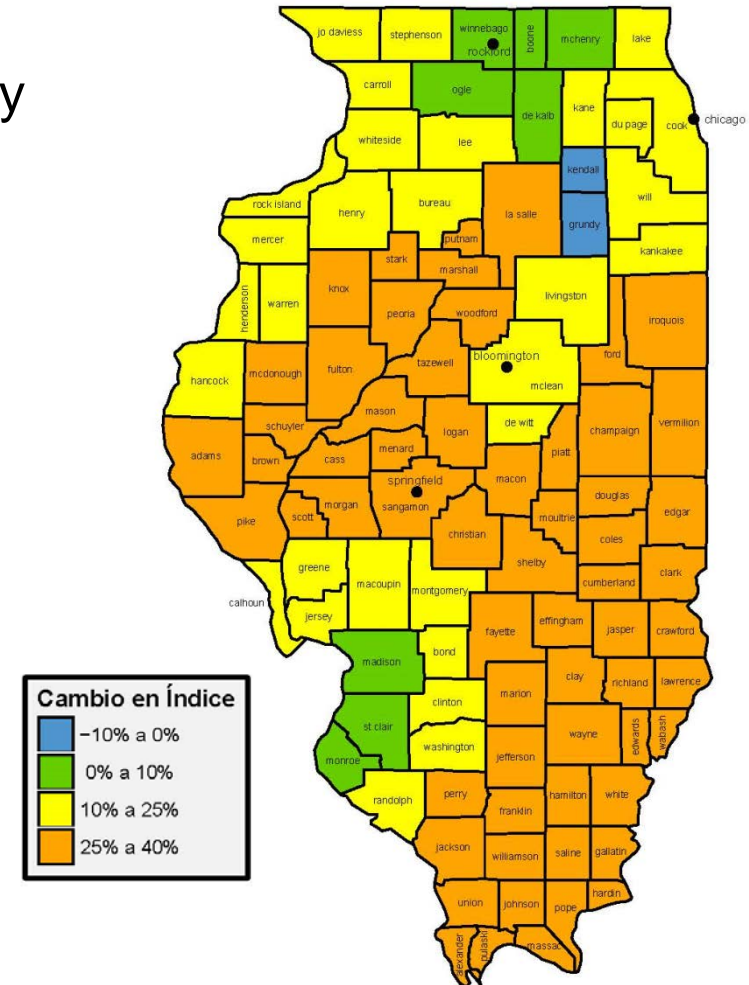 y
jo daviess
stephenson
winnebago
rockford
boone
mchenry
lake
carroll
ogle
de kalb
kane
du page
cook
chicago
whiteside
lee
kendall
will
rock island
henry
bureau
la salle
grundy
mercer
putnam
kankakee
stark
marshall
henderson
warren
knox
peoria
woodford
livingston
iroquois
ford
hancock
mcdonough
fulton
tazewell
bloomington
mclean
schuyler
mason
logan
de witt
champaign
vermilion
adams
brown
cass
menard
macon
piatt
springfield
sangamon
douglas
pike
scott
morgan
christian
moultrie
coles
edgar
shelby
greene
macoupin
montgomery
cumberland
clark
calhoun
jersey
fayette
effingham
jasper
crawford
madison
bond
clay
richland
lawrence
marion
clinton
st clair
wayne
edwards
wabash
washington
jefferson
monroe
randolph
perry
hamilton
white
franklin
jackson
williamson
saline
gallatin
union
johnson
pope
hardin
alexander
pulaski
massac
Cambio en Índice
−10% a 0%
0% a 10%
10% a 25%
25% a 40%